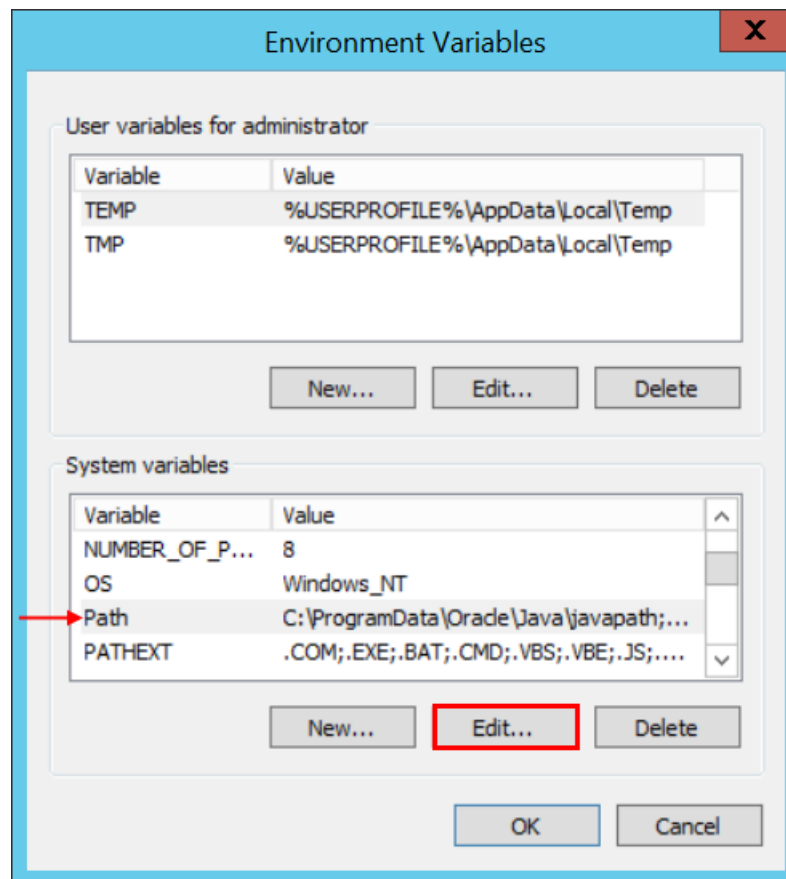 Environment Variables
X
User variables for administrator
Variable Value
TEMP %USERPROFILE%\AppData\Local\Temp
TMP %USERPROFILE%\AppData\Local\Temp
New... Edit... Delete
System variables
Variable Value
NUMBER_OF_P... 8
OS Windows_NT
Path C:\ProgramData\Oracle\Java\javapath;...
PATHEXT .COM;.EXE;.BAT;.CMD;.VBS;.VBE;.JS;....
New... Edit... Delete
OK Cancel